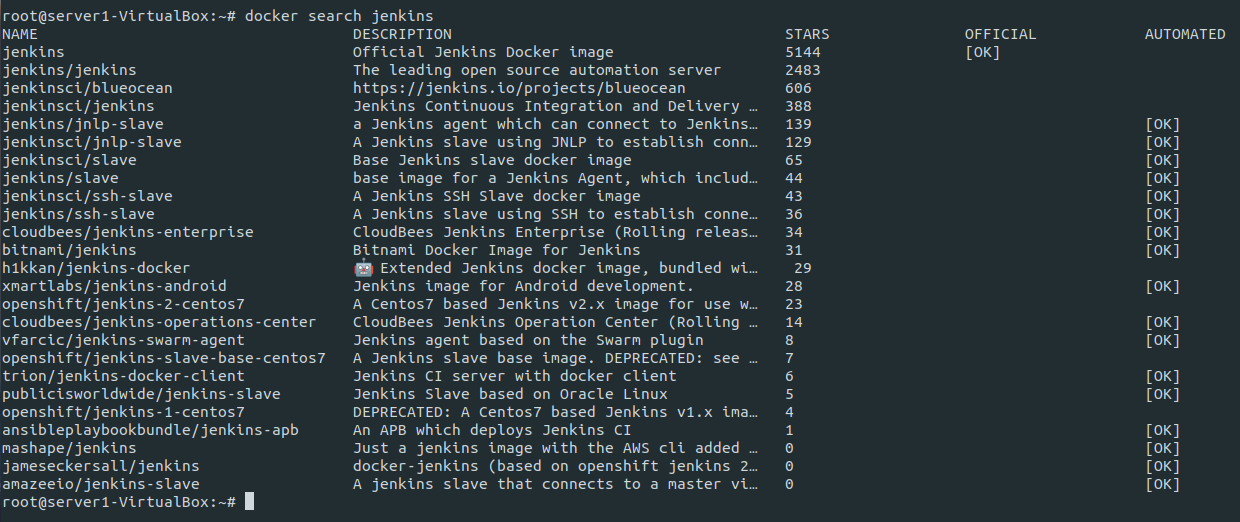 root@server1-VirtualBox:~# docker search jenkins
NAME DESCRIPTION STARS OFFICIAL AUTOMATED
jenkins Official Jenkins Docker image 5144 [OK]
jenkins/jenkins The leading open source automation server 2483
jenkinsci/blueocean https://jenkins.io/projects/blueocean 606
jenkinsci/jenkins Jenkins Continuous Integration and Delivery … 388
jenkins/jnlp-slave a Jenkins agent which can connect to Jenkins… 139 [OK]
jenkinsci/jnlp-slave A Jenkins slave using JNLP to establish conn… 129 [OK]
jenkinsci/slave Base Jenkins slave docker image 65 [OK]
jenkins/slave base image for a Jenkins Agent, which includ… 44 [OK]
jenkinsci/ssh-slave A Jenkins SSH Slave docker image 43 [OK]
jenkins/ssh-slave A Jenkins slave using SSH to establish conne… 36 [OK]
cloudbees/jenkins-enterprise CloudBees Jenkins Enterprise (Rolling releas… 34 [OK]
bitnami/jenkins Bitnami Docker Image for Jenkins 31 [OK]
h1kkan/jenkins-docker 🤖 Extended Jenkins docker image, bundled wi… 29
xmartlabs/jenkins-android Jenkins image for Android development. 28 [OK]
openshift/jenkins-2-centos7 A Centos7 based Jenkins v2.x image for use w… 23
cloudbees/jenkins-operations-center CloudBees Jenkins Operation Center (Rolling … 14 [OK]
vfarcic/jenkins-swarm-agent Jenkins agent based on the Swarm plugin 8 [OK]
openshift/jenkins-slave-base-centos7 A Jenkins slave base image. DEPRECATED: see … 7
trion/jenkins-docker-client Jenkins CI server with docker client 6 [OK]
publicisworldwide/jenkins-slave Jenkins Slave based on Oracle Linux 5 [OK]
openshift/jenkins-1-centos7 DEPRECATED: A Centos7 based Jenkins v1.x ima… 4
ansibleplaybookbundle/jenkins-apb An APB which deploys Jenkins CI 1 [OK]
mashape/jenkins Just a jenkins image with the AWS cli added … 0 [OK]
jameseckersall/jenkins docker-jenkins (based on openshift jenkins 2… 0 [OK]
amazeeio/jenkins-slave A jenkins slave that connects to a master vi… 0 [OK]
root@server1-VirtualBox:~#